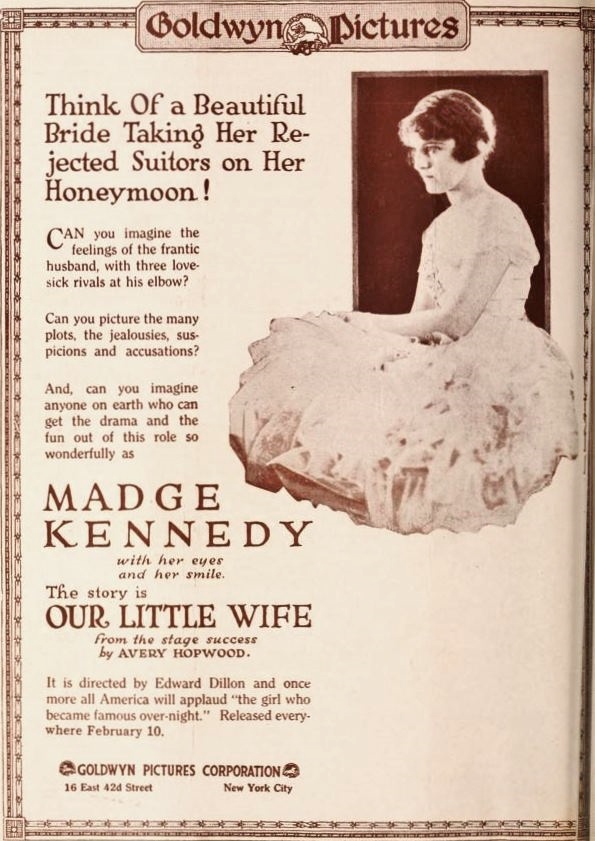 Goldwyn Pictures
Think Of a Beautiful
Bride Taking Her Re-
jected Suitors on Her
Honeymoon!
CAN you imagine the
feelings of the frantic
husband, with three love-
sick rivals at his elbow?
Can you picture the many
plots, the jealousies, sus-
picions and accusations?
And, can you imagine
anyone on earth who can
get the drama and the
fun out of this role so
wonderfully as
MADGE
KENNEDY
with her eyes
and her smile.
The story is
OUR LITTLE WIFE
From the stage success
by AVERY HOPWOOD.
It is directed by Edward Dillon and once
more all America will applaud "the girl who
became famous over-night." Released every-
where February 10.
GOLDWYN PICTURES CORPORATION
16 East 42d Street New York City